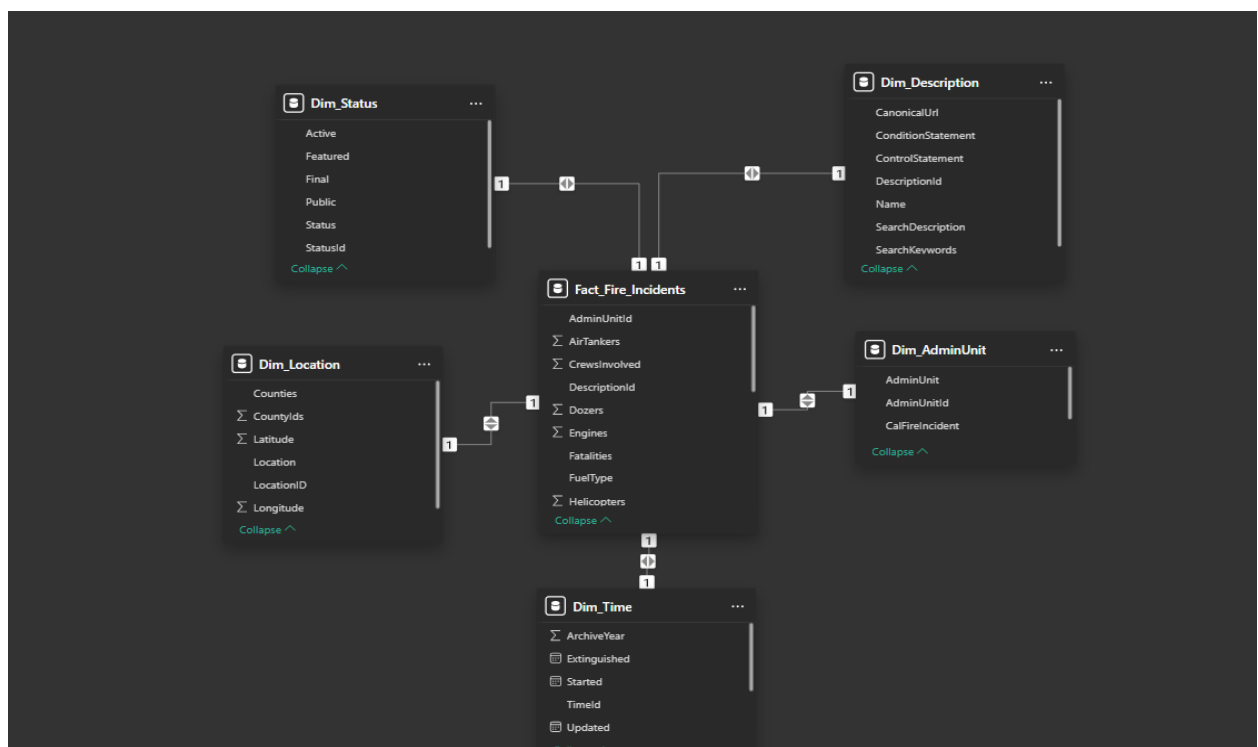 Dim_Status
...
Active
Featured
Final
Public
Status
StatusId
Collapse
Dim_Description
...
CanonicalUrl
ConditionStatement
ControlStatement
DescriptionId
Name
SearchDescription
SearchKeywords
Collapse
1
1
1
1
Fact_Fire_Incidents
...
AdminUnitId
∑ AirTankers
∑ CrewsInvolved
DescriptionId
∑ Dozers
∑ Engines
Fatalities
FuelType
∑ Helicopters
Collapse
Dim_Location
...
Counties
∑ CountyIds
∑ Latitude
Location
LocationID
∑ Longitude
Collapse
1
1
Dim_AdminUnit
...
AdminUnit
AdminUnitId
CalFireIncident
Collapse
1
1
1
1
Dim_Time
...
∑ ArchiveYear
Extinguished
Started
TimeId
Updated